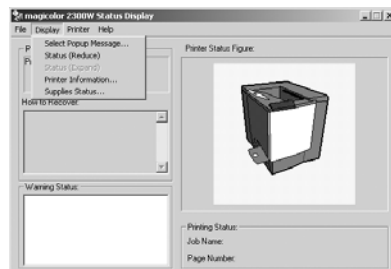 magicolor 2300W Status Display
File Display Printer Help
Select Popup Message...
Status (Reduce)
Status (Expand)
Printer Information...
Supplies Status...
How to Recover:
Warning Status:
Printer Status Figure:
Printing Status:
Job Name:
Page Number: